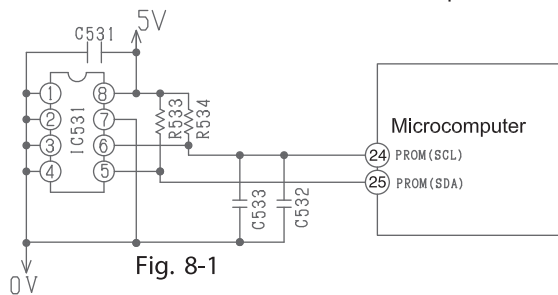 C531
5V
1
8
2
7
3
6
4
5
IC531
R533
R534
Microcomputer
24 PROM(SCL)
25 PROM(SDA)
C533
C532
0V
Fig. 8-1